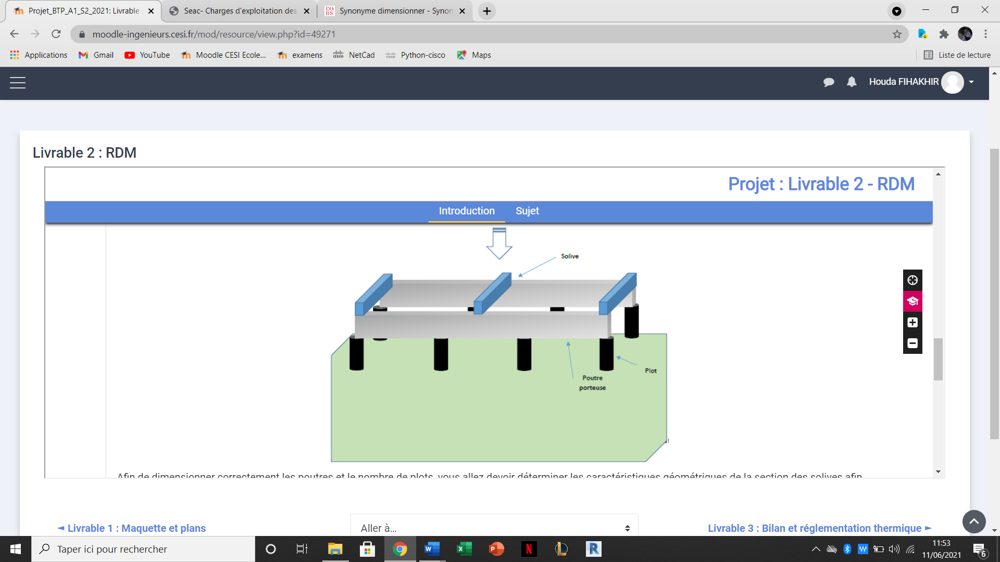 Projet_BTP_A1_S2_2021: Livrable
Seac- Charges d'exploitation des
Synonyme dimensionner - Synon
moodle-ingenieurs.cesi.fr/mod/resource/view.php?id=49271
Applications
Gmail
YouTube
Moodle CESI Ecole...
examens
NetCad
Python-cisco
Maps
Liste de lecture
Houda FIHAKHIR
Livrable 2 : RDM
Projet : Livrable 2 - RDM
Introduction
Sujet
Solive
Plot
Poutre
porteuse
Afin de dimensionner correctement les poutres et le nombre de plots, vous allez devoir déterminer les caractéristiques géométriques de la section des solives afin
◄ Livrable 1 : Maquette et plans
Aller à...
Livrable 3 : Bilan et réglementation thermique ►
Taper ici pour rechercher
11:53
11/06/2021
6